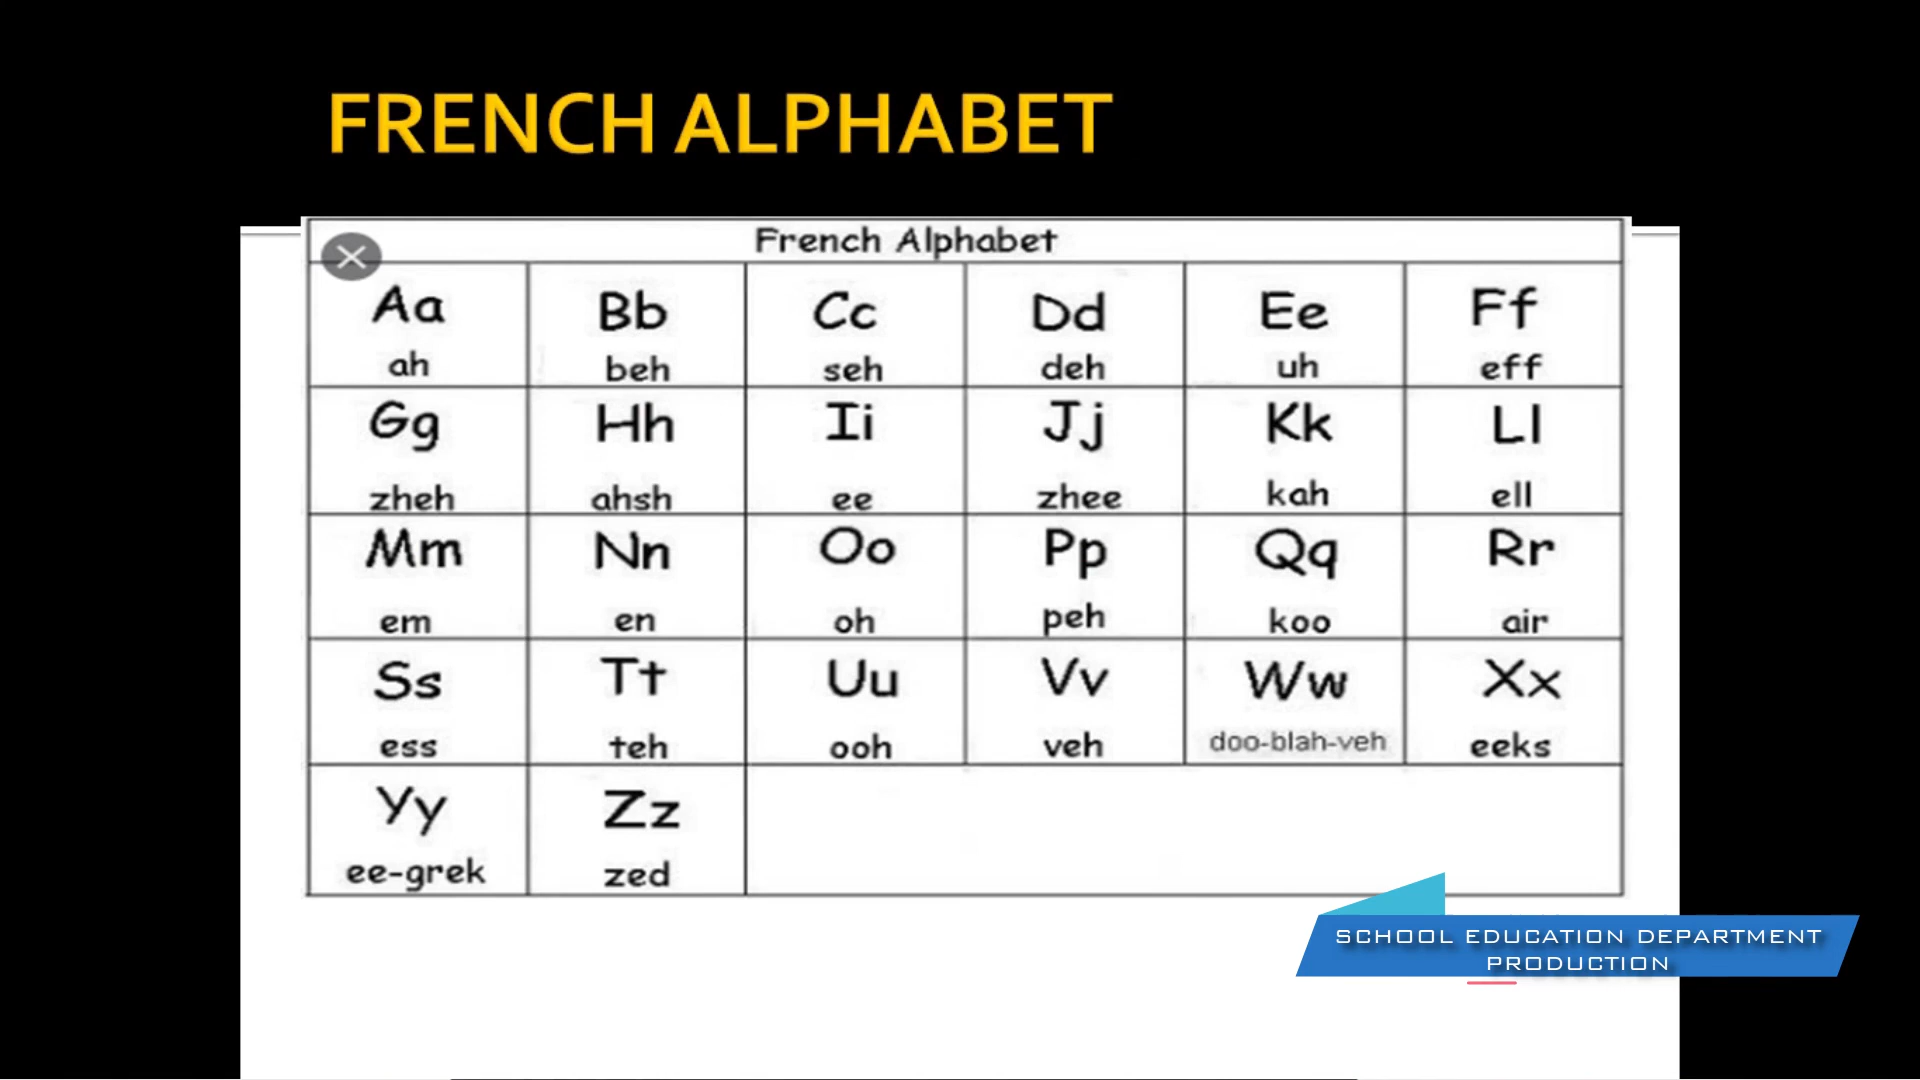 FRENCH ALPHABET
French Alphabet
Aa Bb Cc Dd Ee Ff
ah beh seh deh uh eff
Gg Hh Ii Jj Kk Ll
zheh ahsh ee zhee kah ell
Mm Nn Oo Pp Qq Rr
em en oh peh koo air
Ss Tt Uu Vv Ww Xx
ess teh ooh veh doo-blah-veh eeks
Yy Zz
ee-grek zed
SCHOOL EDUCATION DEPARTMENT
PRODUCTION